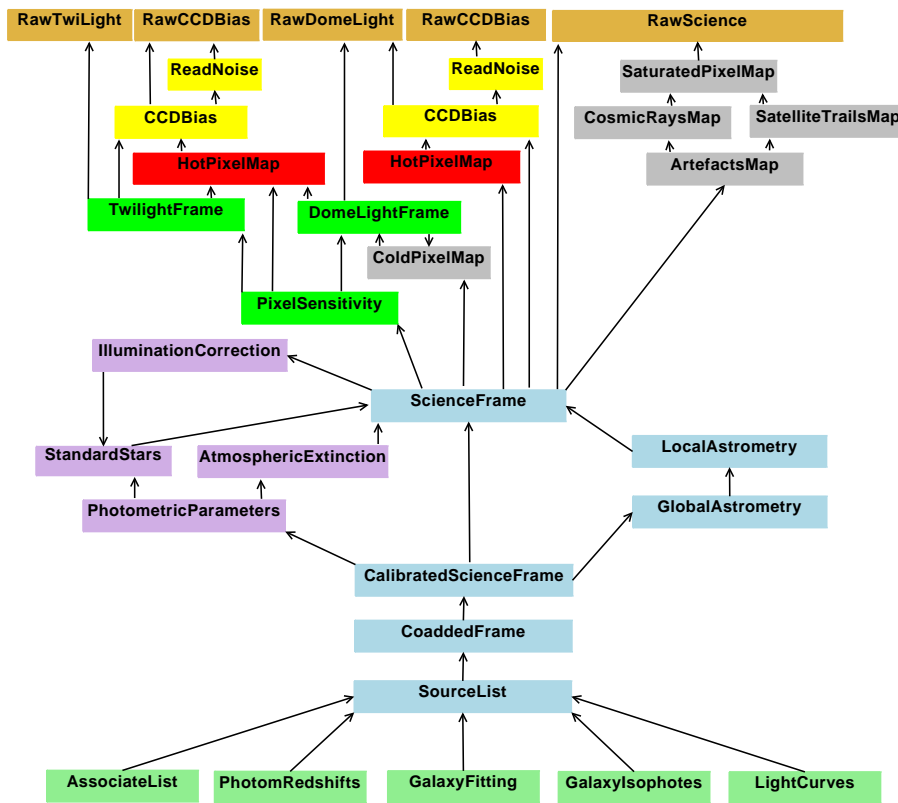 RawTwiLight
RawCCDBias
RawDomeLight
RawCCDBias
RawScience
ReadNoise
ReadNoise
SaturatedPixelMap
CCDBias
CCDBias
CosmicRaysMap
SatelliteTrailsMap
HotPixelMap
HotPixelMap
ArtefactsMap
TwilightFrame
DomeLightFrame
ColdPixelMap
PixelSensitivity
IlluminationCorrection
ScienceFrame
StandardStars
AtmosphericExtinction
LocalAstrometry
PhotometricParameters
GlobalAstrometry
CalibratedScienceFrame
CoaddedFrame
SourceList
AssociateList
PhotomRedshifts
GalaxyFitting
GalaxyIsophotes
LightCurves